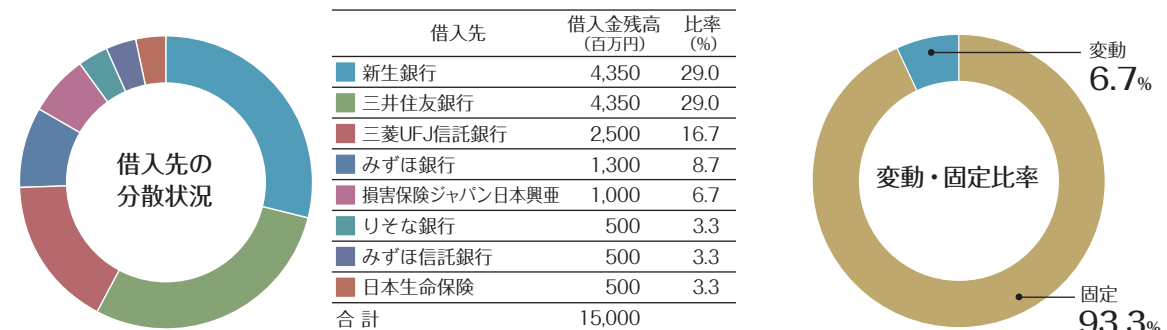 借入先の
分散状況
借入先 借入金残高 比率
(百万円) (%)
新生銀行 4,350 29.0
三井住友銀行 4,350 29.0
三菱UFJ信託銀行 2,500 16.7
みずほ銀行 1,300 8.7
損害保険ジャパン日本興亜 1,000 6.7
りそな銀行 500 3.3
みずほ信託銀行 500 3.3
日本生命保険 500 3.3
合 計 15,000
変動・固定比率
変動
6.7%
固定
93.3%